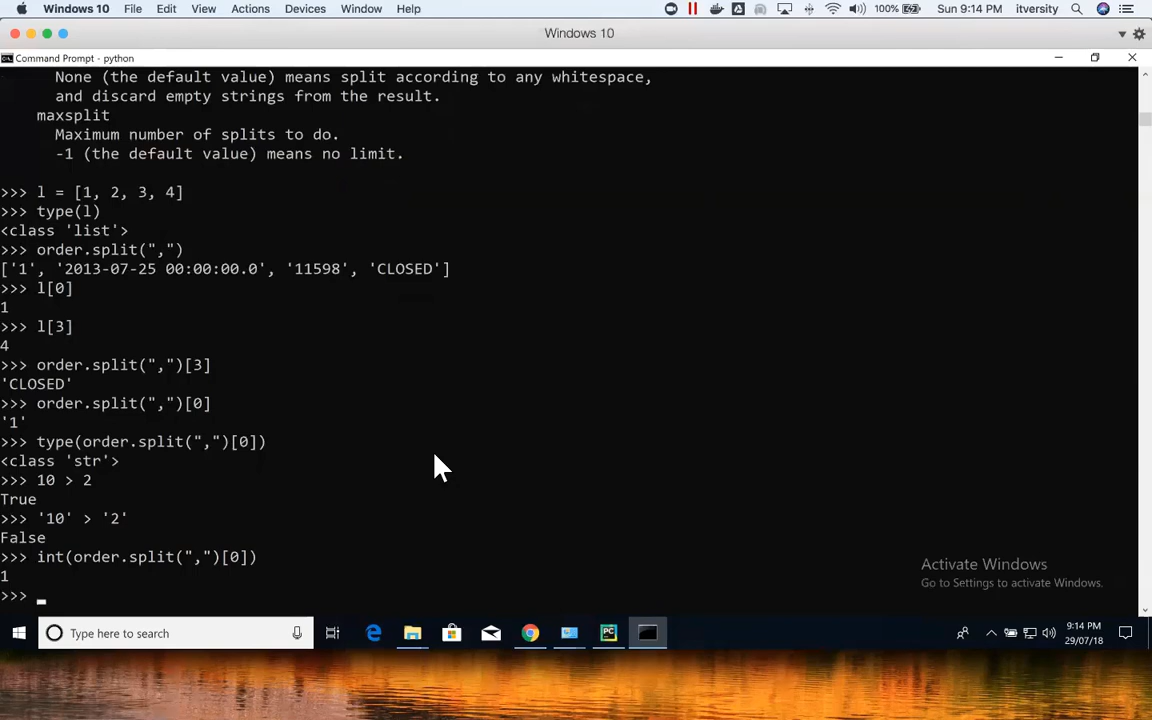 Windows 10 File Edit View Actions Devices Window Help 100% Sun 9:14 PM itversity
Windows 10
Command Prompt - python
None (the default value) means split according to any whitespace,
and discard empty strings from the result.
maxsplit
Maximum number of splits to do.
-1 (the default value) means no limit.
>>> l = [1, 2, 3, 4]
>>> type(l)
<class 'list'>
>>> order.split(",")
['1', '2013-07-25 00:00:00.0', '11598', 'CLOSED']
>>> l[0]
1
>>> l[3]
4
>>> order.split(",")[3]
'CLOSED'
>>> order.split(",")[0]
'1'
>>> type(order.split(",")[0])
<class 'str'>
>>> 10 > 2
True
>>> '10' > '2'
False
>>> int(order.split(",")[0])
1
>>>
Activate Windows
Go to Settings to activate Windows.
Type here to search
PC
9:14 PM
29/07/18